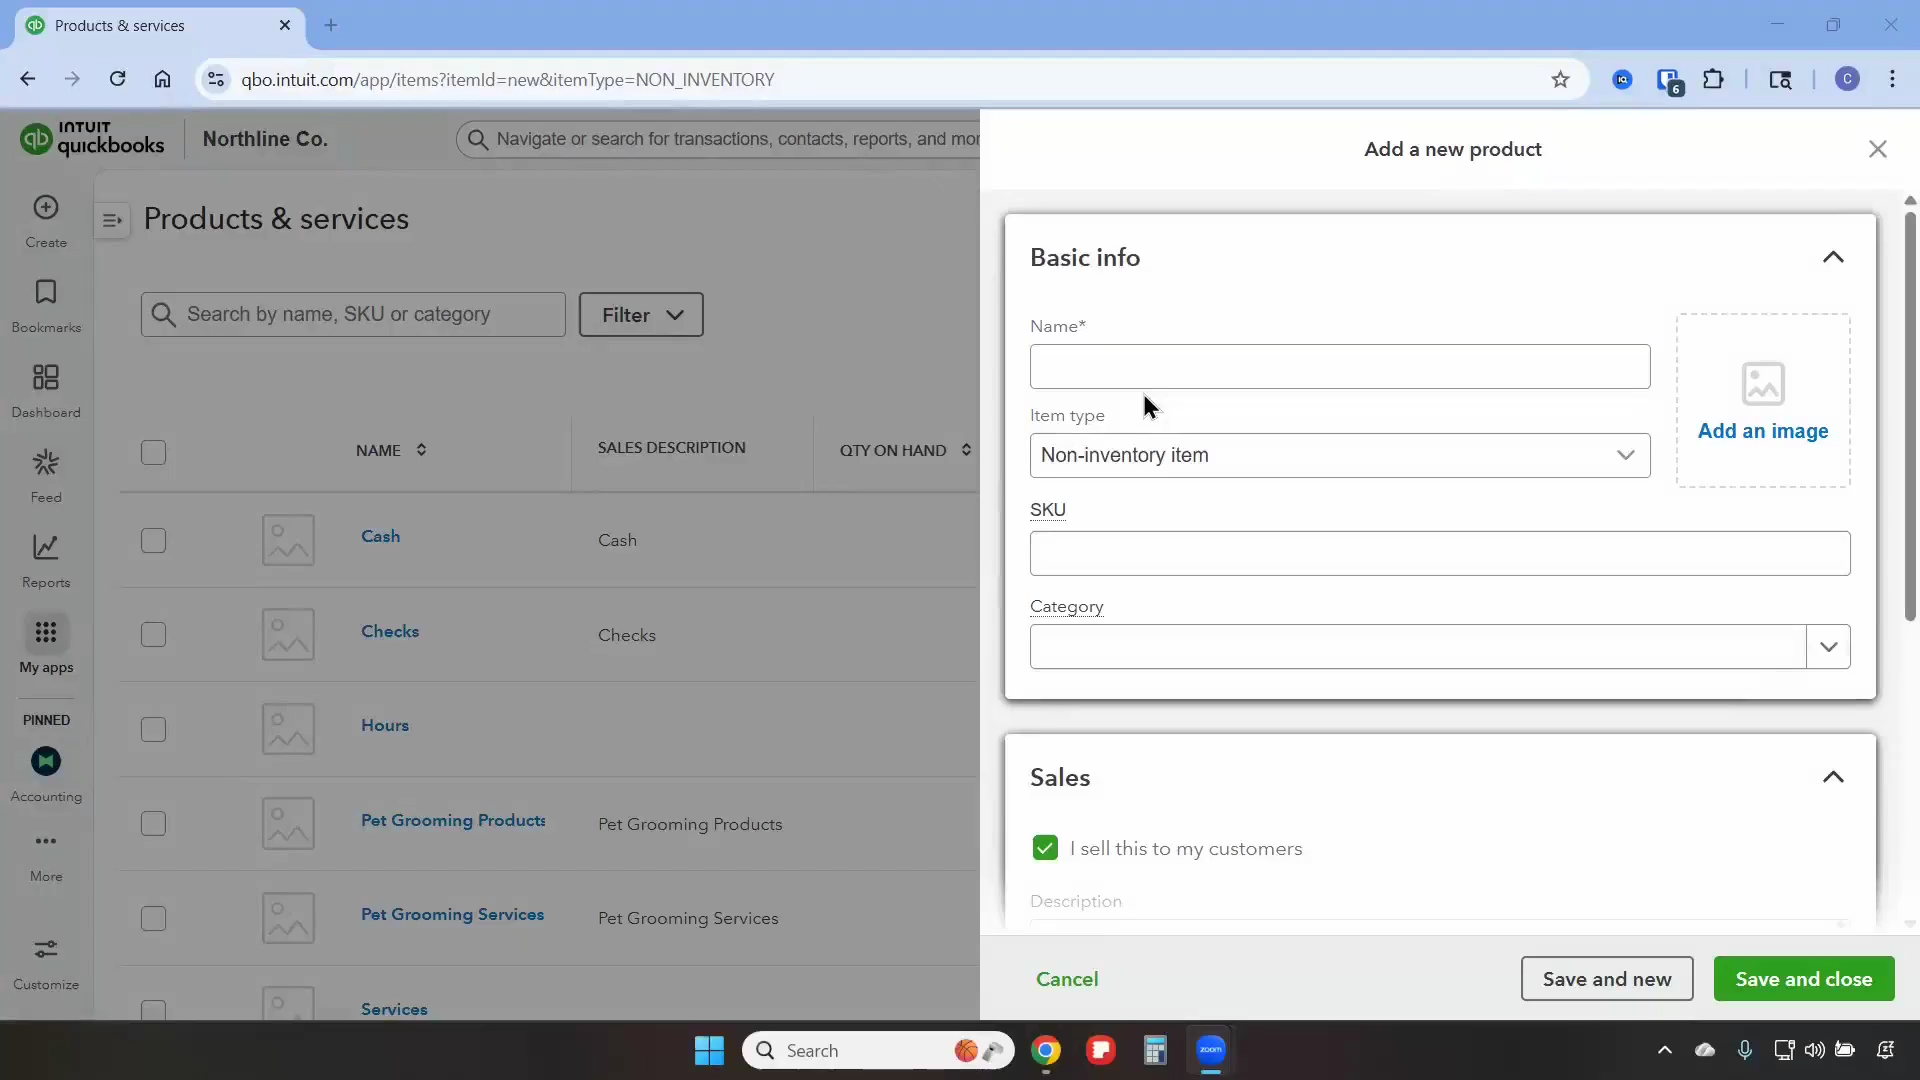 Products & services
qbo.intuit.com/app/items?itemId=new&itemType=NON_INVENTORY
6
C
INTUIT
quickbooks
Northline Co.
Navigate or search for transactions, contacts, reports, and mor
Add a new product
Create
Bookmarks
Dashboard
Feed
Reports
My apps
PINNED
Accounting
More
Customize
Products & services
Search by name, SKU or category
Filter
NAME
SALES DESCRIPTION
QTY ON HAND
Cash
Cash
Checks
Checks
Hours
Pet Grooming Products
Pet Grooming Products
Pet Grooming Services
Pet Grooming Services
Services
Basic info
Name*
Add an image
Item type
Non-inventory item
SKU
Category
Sales
I sell this to my customers
Description
Cancel
Save and new
Save and close
Search
zoom